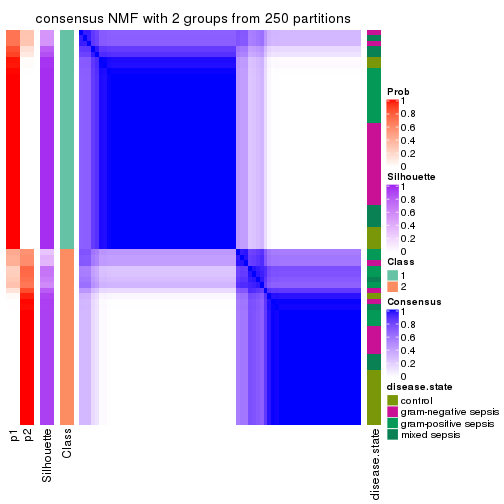 consensus NMF with 2 groups from 250 partitions
Prob
1
0.8
0.6
0.4
0.2
0
Silhouette
1
0.8
0.6
0.4
0.2
0
Class
1
2
Consensus
1
0.8
0.6
0.4
0.2
0
disease.state
control
gram-negative sepsis
gram-positive sepsis
mixed sepsis
p1
p2
Silhouette
Class
disease.state